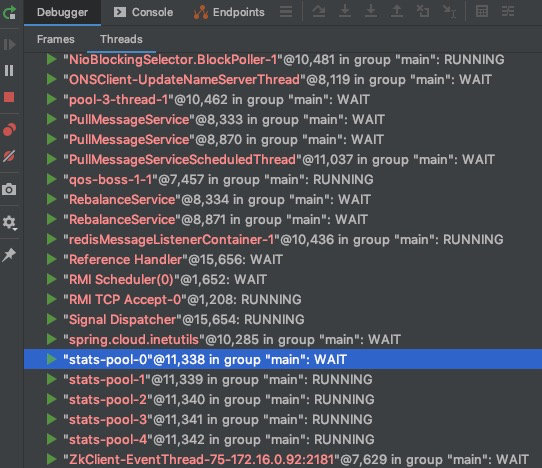 Debugger Console Endpoints
Frames Threads
"NioBlockingSelector.BlockPoller-1"@10,481 in group "main": RUNNING
"ONSClient-UpdateNameServerThread"@8,119 in group "main": WAIT
"pool-3-thread-1"@10,462 in group "main": WAIT
"PullMessageService"@8,333 in group "main": WAIT
"PullMessageService"@8,870 in group "main": WAIT
"PullMessageServiceScheduledThread"@11,037 in group "main": WAIT
"qos-boss-1-1"@7,457 in group "main": RUNNING
"RebalanceService"@8,334 in group "main": WAIT
"RebalanceService"@8,871 in group "main": WAIT
"redisMessageListenerContainer-1"@10,436 in group "main": RUNNING
"Reference Handler"@15,656: WAIT
"RMI Scheduler(0)"@1,652: WAIT
"RMI TCP Accept-0"@1,208: RUNNING
"Signal Dispatcher"@15,654: RUNNING
"spring.cloud.inetutils"@10,285 in group "main": WAIT
"stats-pool-0"@11,338 in group "main": WAIT
"stats-pool-1"@11,339 in group "main": RUNNING
"stats-pool-2"@11,340 in group "main": RUNNING
"stats-pool-3"@11,341 in group "main": RUNNING
"stats-pool-4"@11,342 in group "main": RUNNING
"ZkClient-EventThread-75-172.16.0.92:2181"@7,629 in group "main": WAIT